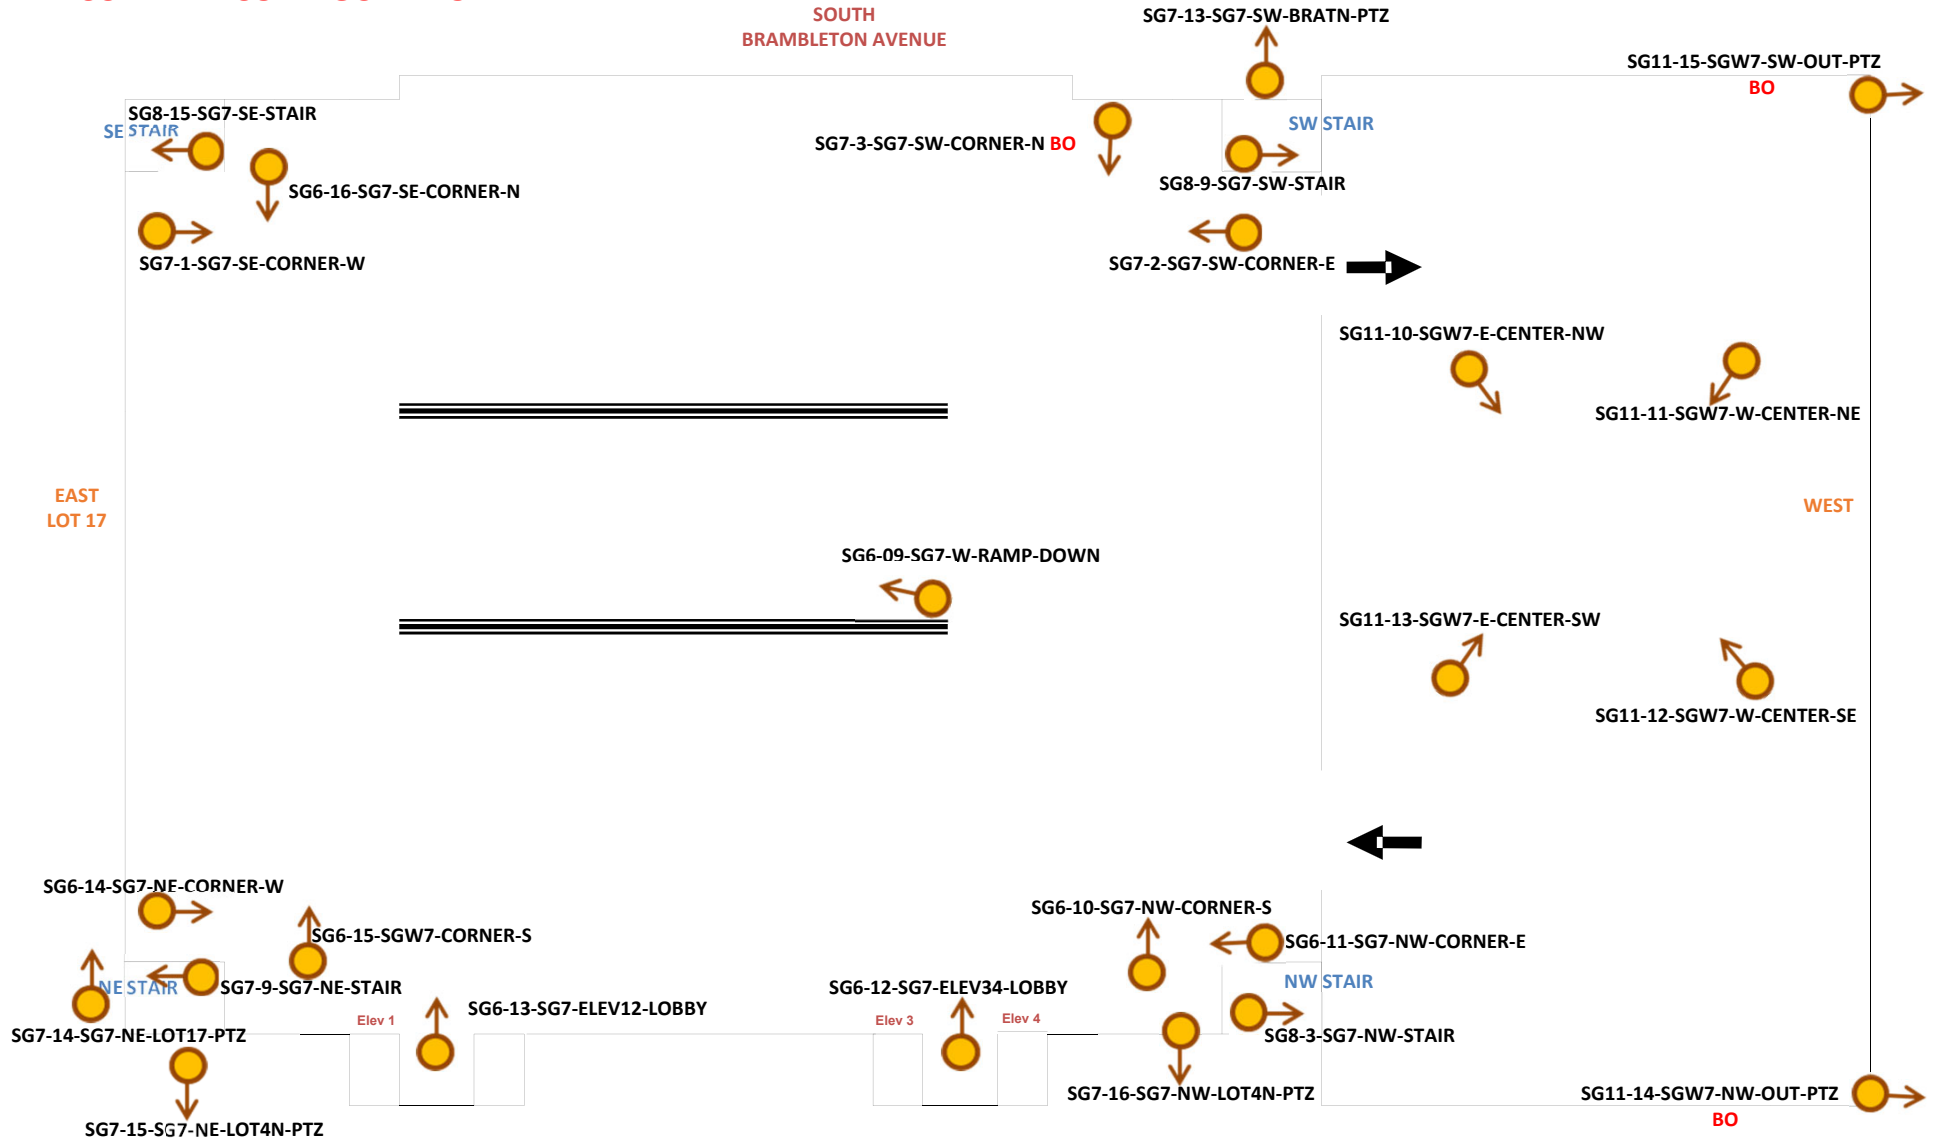 SOUTH
BRAMBLETON AVENUE
SG7-13-SG7-SW-BRATN-PTZ
SG11-15-SGW7-SW-OUT-PTZ
BO
SG8-15-SG7-SE-STAIR
SE STAIR
SG7-3-SG7-SW-CORNER-N BO
SW STAIR
SG6-16-SG7-SE-CORNER-N
SG8-9-SG7-SW-STAIR
SG7-1-SG7-SE-CORNER-W
SG7-2-SG7-SW-CORNER-E
SG11-10-SGW7-E-CENTER-NW
SG11-11-SGW7-W-CENTER-NE
EAST
LOT 17
WEST
SG6-09-SG7-W-RAMP-DOWN
SG11-13-SGW7-E-CENTER-SW
SG11-12-SGW7-W-CENTER-SE
SG6-14-SG7-NE-CORNER-W
SG6-15-SGW7-CORNER-S
SG6-10-SG7-NW-CORNER-S
SG6-11-SG7-NW-CORNER-E
NE STAIR
SG7-9-SG7-NE-STAIR
SG6-12-SG7-ELEV34-LOBBY
NW STAIR
SG6-13-SG7-ELEV12-LOBBY
Elev 1
Elev 3
Elev 4
SG7-14-SG7-NE-LOT17-PTZ
SG8-3-SG7-NW-STAIR
SG7-16-SG7-NW-LOT4N-PTZ
SG11-14-SGW7-NW-OUT-PTZ
BO
SG7-15-SG7-NE-LOT4N-PTZ